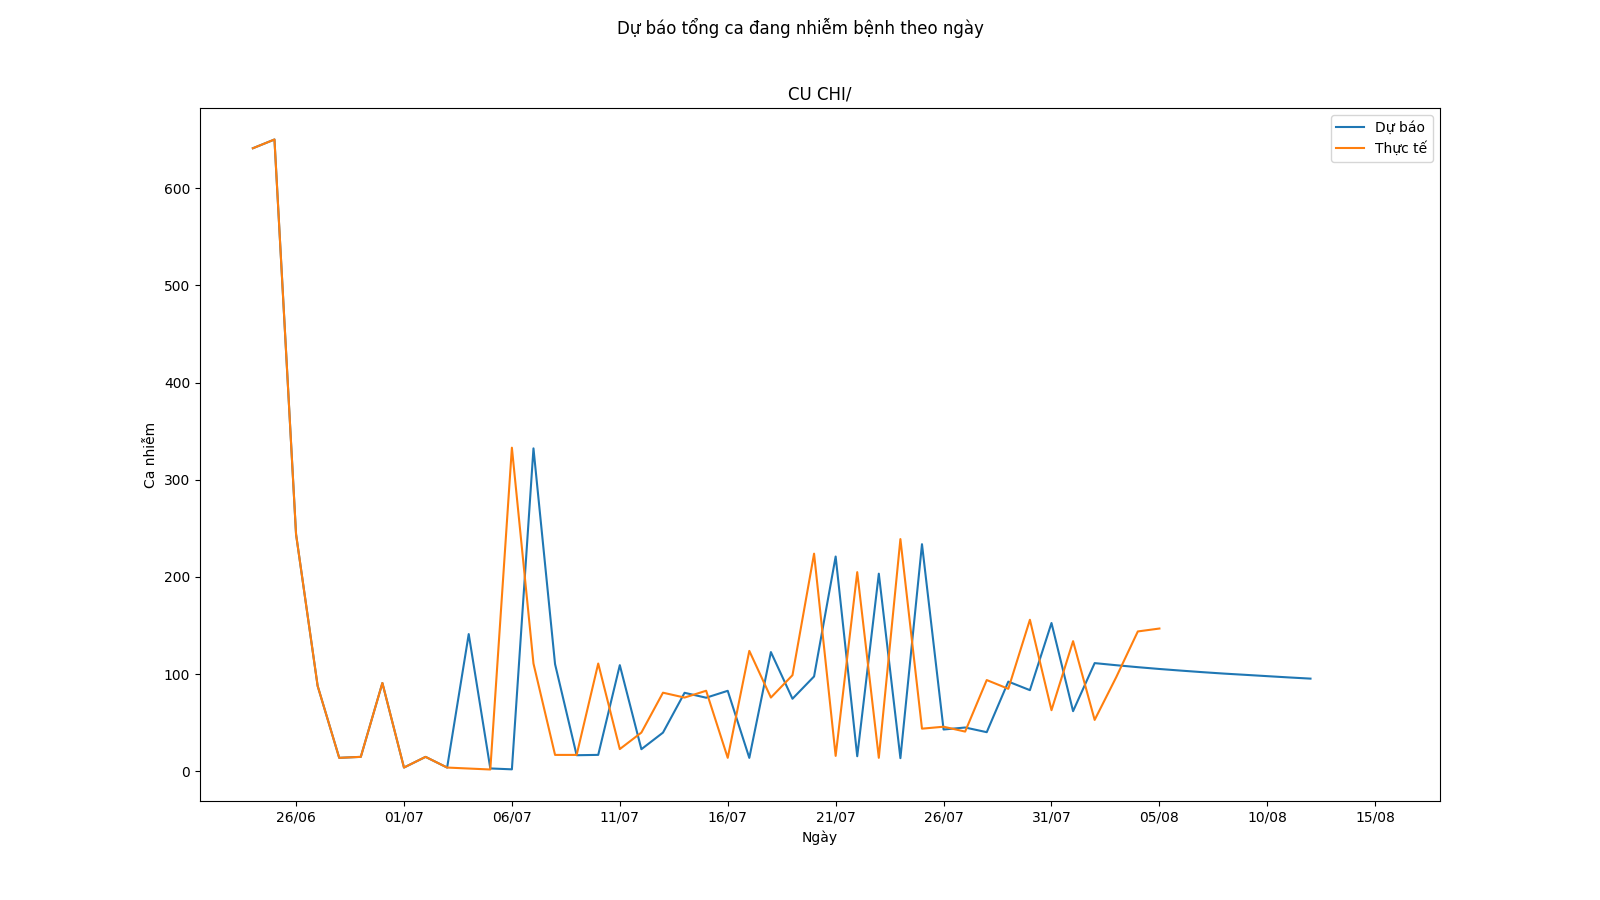 Dự báo tổng ca đang nhiễm bệnh theo ngày
CU CHI/
Dự báo
Thực tế
Ca nhiễm
600
500
400
300
200
100
0
26/06 01/07 06/07 11/07 16/07 21/07 26/07 31/07 05/08 10/08 15/08
Ngày